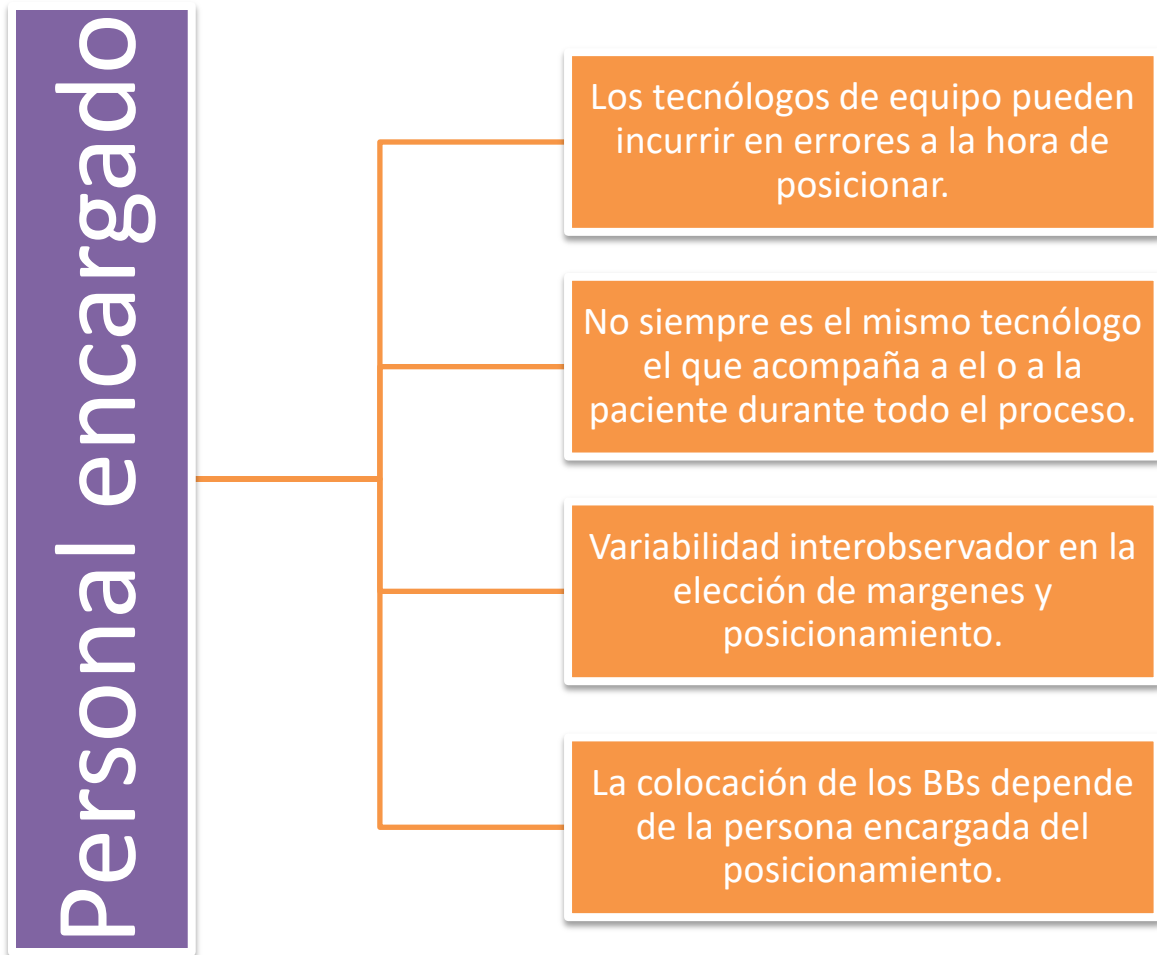 Personal encargado
Los tecnólogos de equipo pueden
incurrir en errores a la hora de
posicionar.
No siempre es el mismo tecnólogo
el que acompaña a el o a la
paciente durante todo el proceso.
Variabilidad interobservador en la
elección de margenes y
posicionamiento.
La colocación de los BBs depende
de la persona encargada del
posicionamiento.